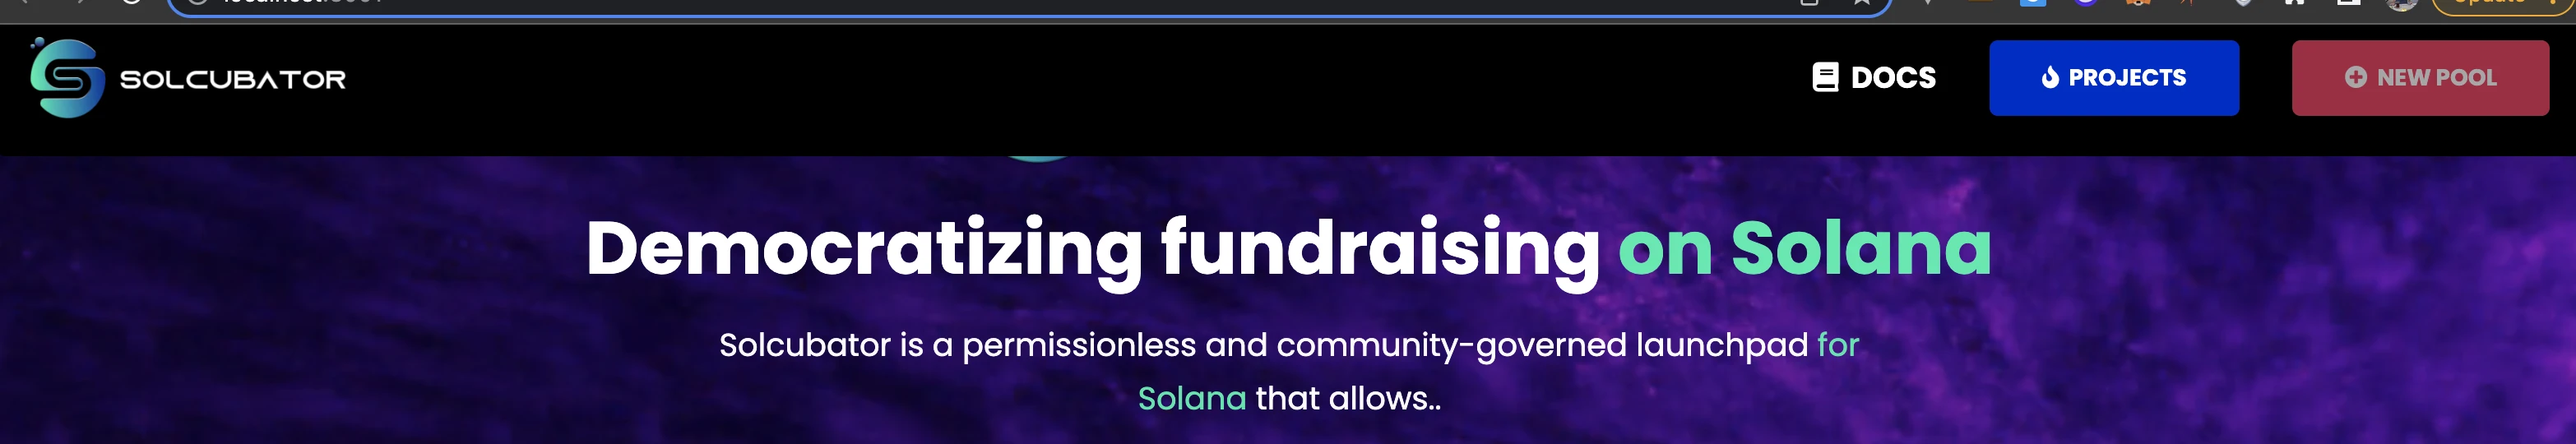 SOLCUBATOR
DOCS
PROJECTS
NEW POOL
Democratizing fundraising on Solana
Solcubator is a permissionless and community-governed launchpad for
Solana that allows..